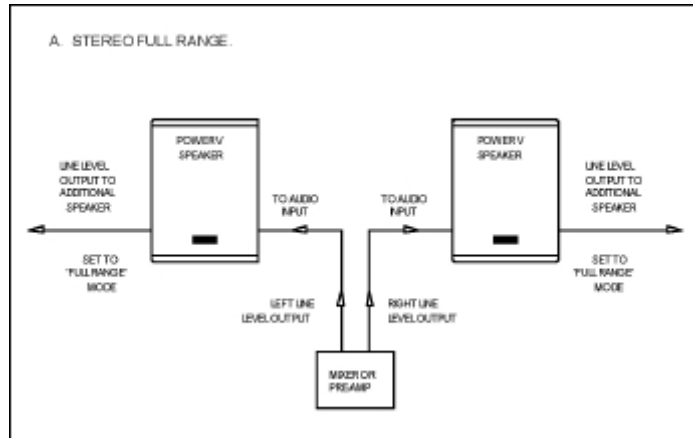 A. STEREO FULL RANGE.
POWER V
SPEAKER
POWER V
SPEAKER
LINE LEVEL
OUTPUT TO
ADDITIONAL
SPEAKER
TO AUDIO
INPUT
TO AUDIO
INPUT
LINE LEVEL
OUTPUT TO
ADDITIONAL
SPEAKER
SET TO
"FULL RANGE"
MODE
SET TO
"FULL RANGE"
MODE
LEFT LINE
LEVEL OUTPUT
RIGHT LINE
LEVEL OUTPUT
MIXER OR
PREAMP